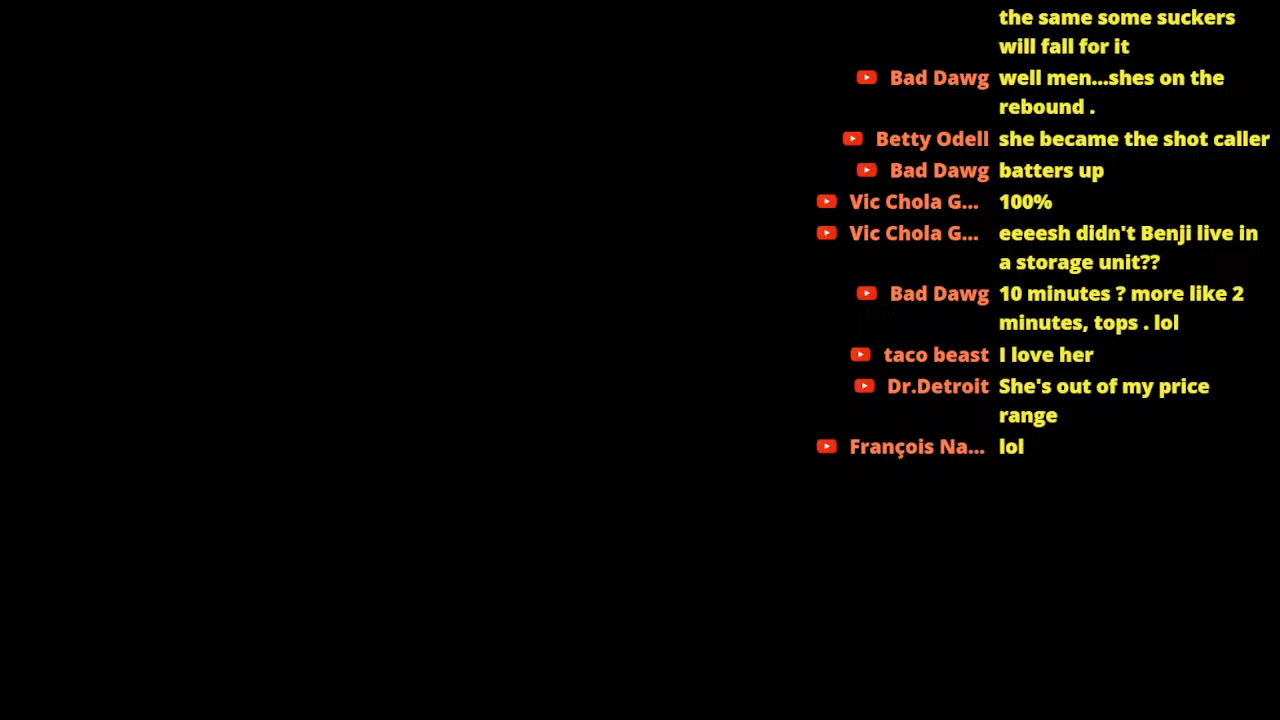 the same some suckers
will fall for it
Bad Dawg well men...shes on the
rebound .
Betty Odell she became the shot caller
Bad Dawg batters up
Vic Chola G... 100%
Vic Chola G... eeeesh didn't Benji live in
a storage unit??
Bad Dawg 10 minutes ? more like 2
minutes, tops . lol
taco beast I love her
Dr.Detroit She's out of my price
range
François Na... lol